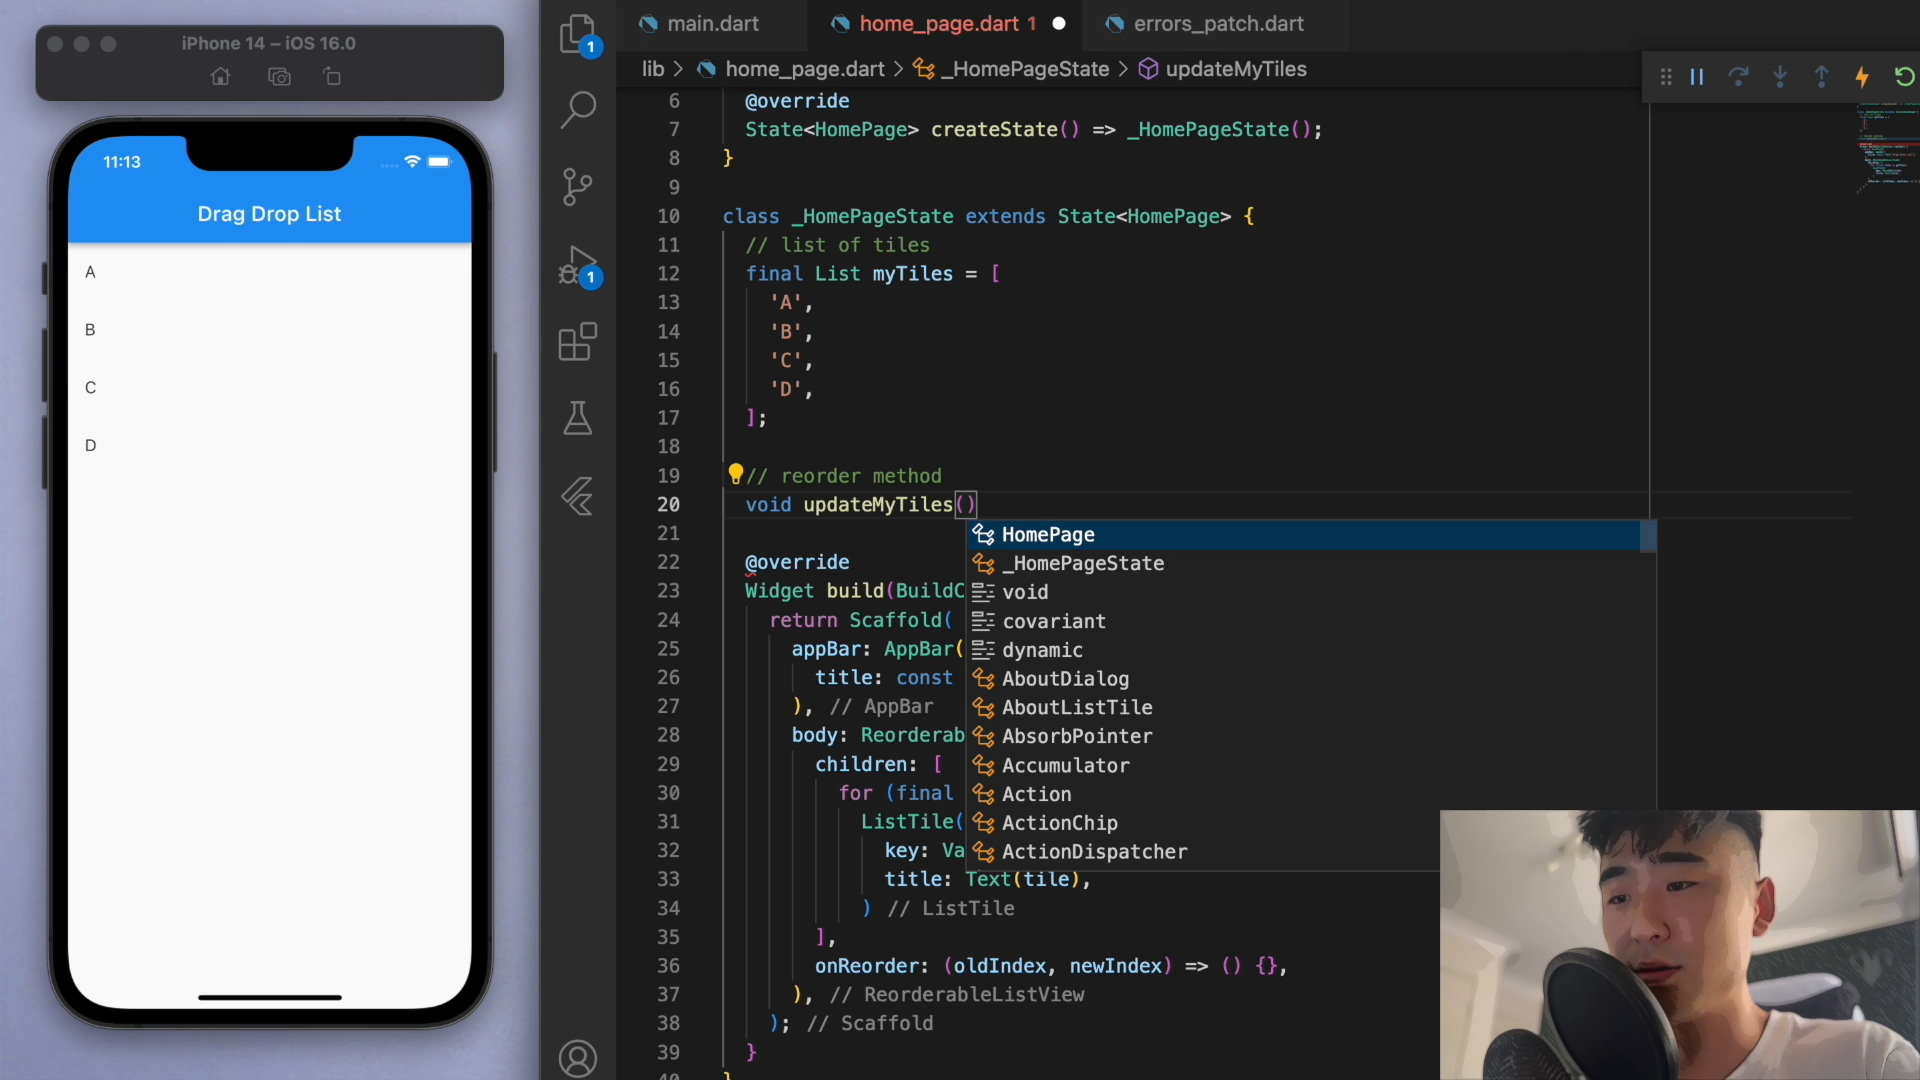 iPhone 14 – iOS 16.0
11:13
Drag Drop List
A
B
C
D
1
1
main.dart
home_page.dart 1
errors_patch.dart
lib > home_page.dart > _HomePageState > updateMyTiles
6 @override
7 State<HomePage> createState() => _HomePageState();
8 }
9
10 class _HomePageState extends State<HomePage> {
11 // list of tiles
12 final List myTiles = [
13 'A',
14 'B',
15 'C',
16 'D',
17 ];
18
19 // reorder method
20 void updateMyTiles()
21
22 @override
23 Widget build(BuildC
24 return Scaffold(
25 appBar: AppBar(
26 title: const
27 ), // AppBar
28 body: Reorderab
29 children: [
30 for (final
31 ListTile(
32 key: Va
33 title: Text(tile),
34 ) // ListTile
35 ],
36 onReorder: (oldIndex, newIndex) => () {},
37 ), // ReorderableListView
38 ); // Scaffold
39 }
40 }
HomePage
_HomePageState
void
covariant
dynamic
AboutDialog
AboutListTile
AbsorbPointer
Accumulator
Action
ActionChip
ActionDispatcher